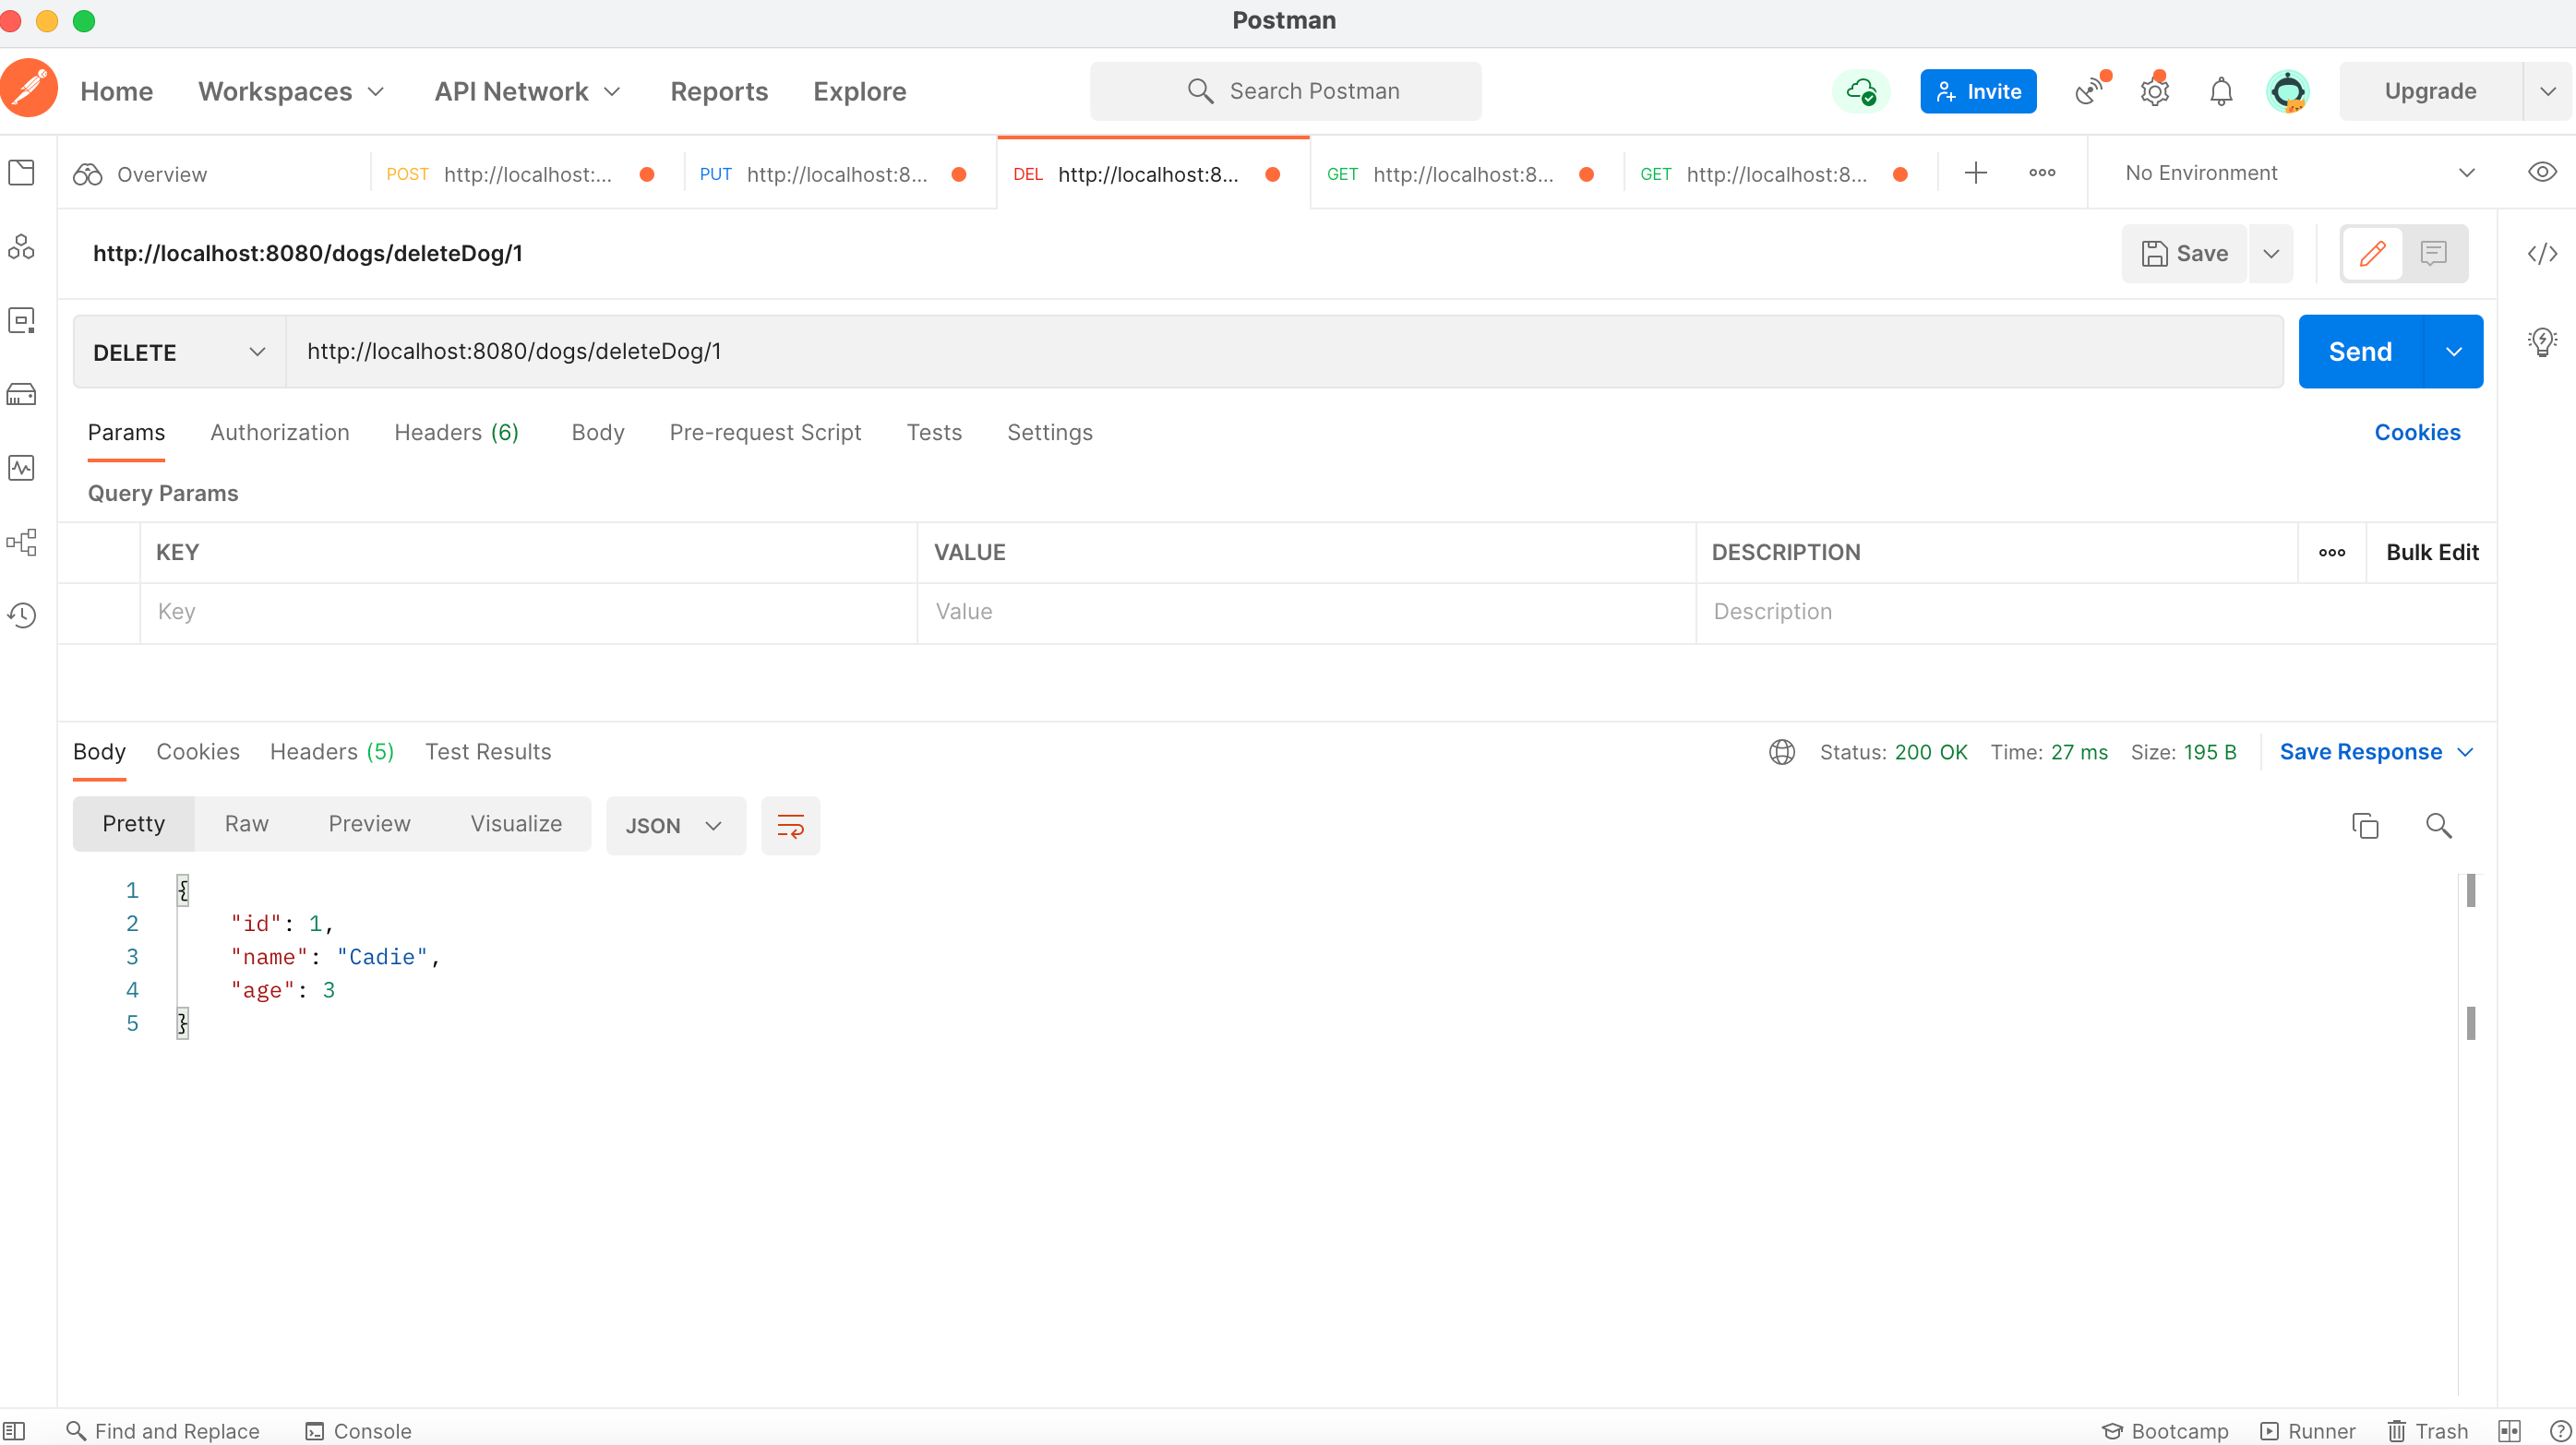 Postman
Home Workspaces API Network Reports Explore Search Postman Invite Upgrade
Overview POST http://localhost:... PUT http://localhost:8... DEL http://localhost:8... GET http://localhost:8... GET http://localhost:8... No Environment
http://localhost:8080/dogs/deleteDog/1 Save
DELETE http://localhost:8080/dogs/deleteDog/1 Send
Params Authorization Headers (6) Body Pre-request Script Tests Settings Cookies
Query Params
KEY VALUE DESCRIPTION Bulk Edit
Key Value Description
Body Cookies Headers (5) Test Results Status: 200 OK Time: 27 ms Size: 195 B Save Response
Pretty Raw Preview Visualize JSON
1 {
2 "id": 1,
3 "name": "Cadie",
4 "age": 3
5 }
Find and Replace Console Bootcamp Runner Trash